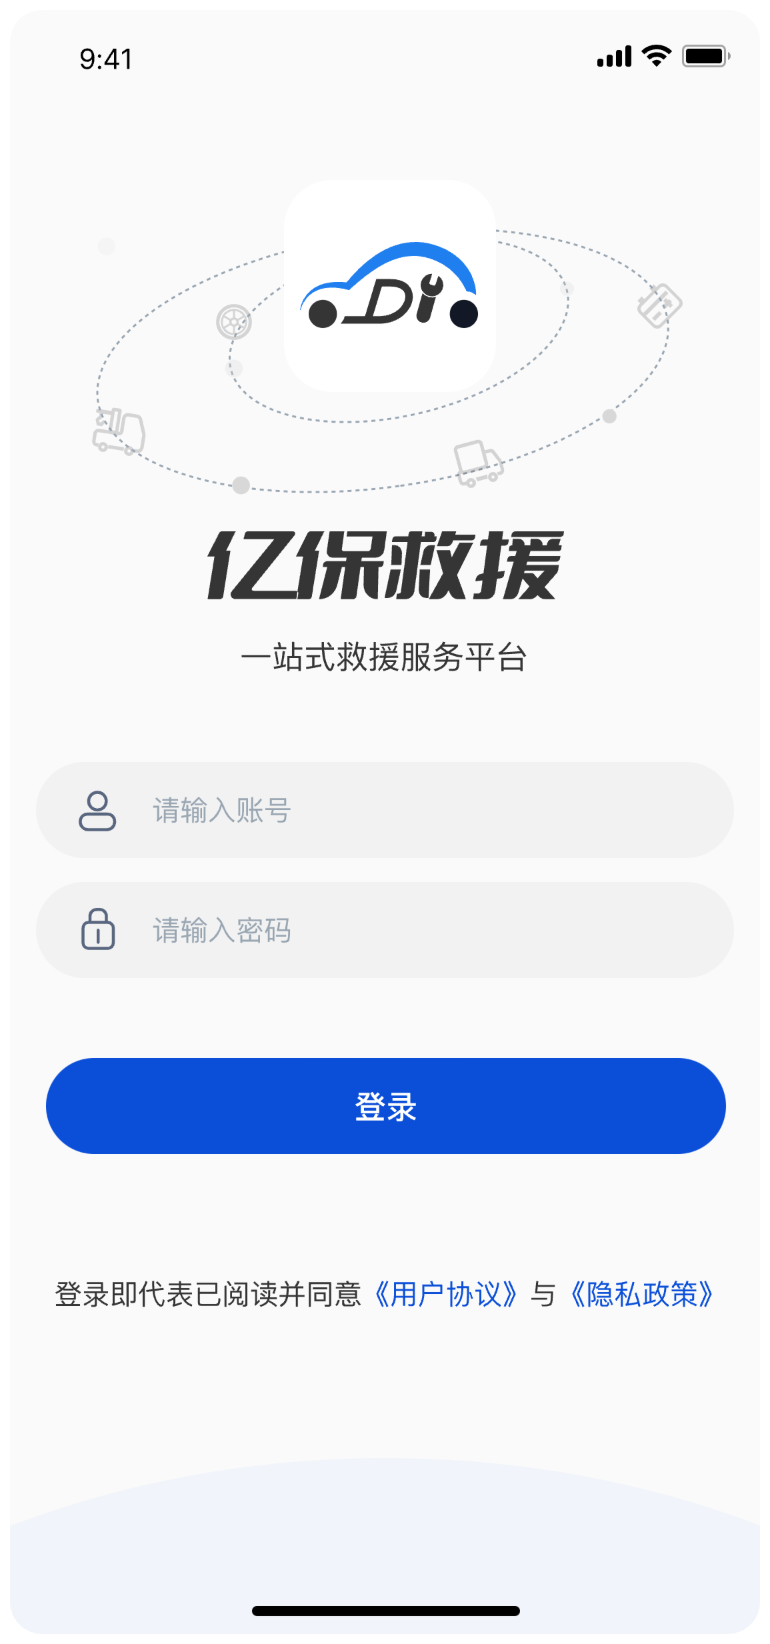 9:41
Di
亿保救援
一站式救援服务平台
请输入账号
请输入密码
登录
登录即代表已阅读并同意《用户协议》与《隐私政策》